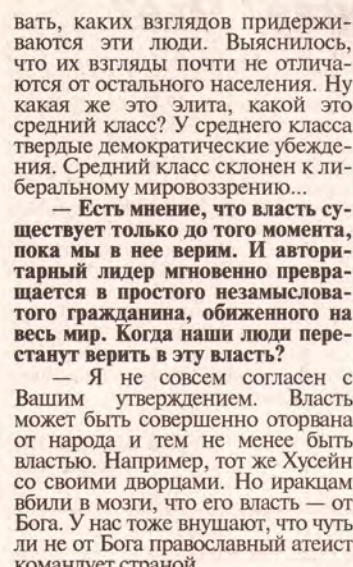 вать, каких взглядов придержи-
ваются эти люди. Выяснилось,
что их взгляды почти не отлича-
ются от остального населения. Ну
какая же это элита, какой это
средний класс? У среднего класса
твердые демократические убежде-
ния. Средний класс склонен к ли-
беральному мировоззрению...
— Есть мнение, что власть су-
ществует только до того момента,
пока мы в нее верим. И автори-
тарный лидер мгновенно превра-
щается в простого незамыслова-
того гражданина, обиженного на
весь мир. Когда наши люди пере-
станут верить в эту власть?
— Я не совсем согласен с
Вашим утверждением. Власть
может быть совершенно оторвана
от народа и тем не менее быть
властью. Например, тот же Хусейн
со своими дворцами. Но иракцам
вбили в мозги, что его власть — от
Бога. У нас тоже внушают, что чуть
ли не от Бога православный атеист
командует страной